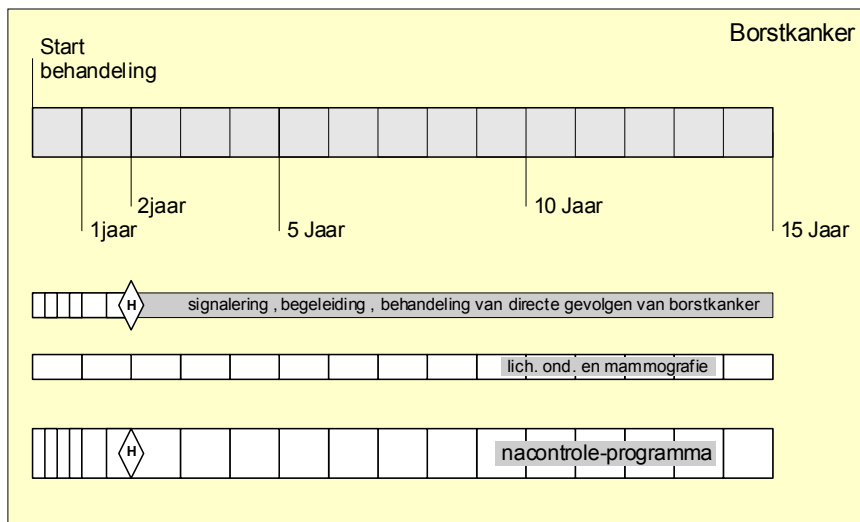 Borstkanker
Start
behandeling
2jaar
10 Jaar
1jaar
5 Jaar
15 Jaar
H
signalering , begeleiding , behandeling van directe gevolgen van borstkanker
lich. ond. en mammografie
H
nacontrole-programma